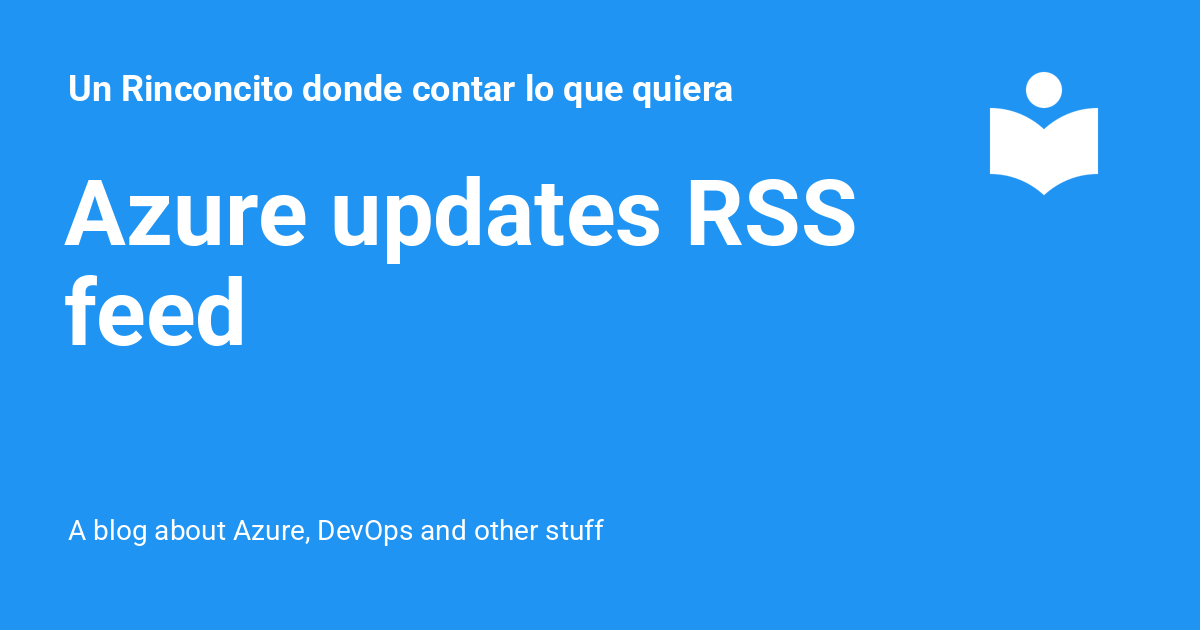 Un Rinconcito donde contar lo que quiera
Azure updates RSS
feed
A blog about Azure, DevOps and other stuff